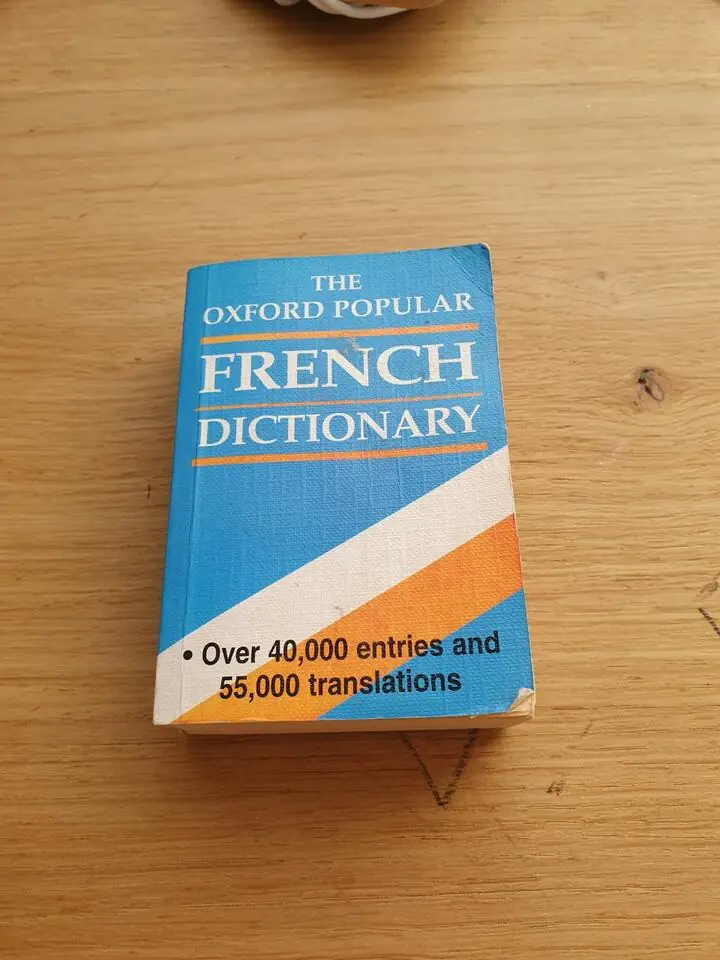 THE
OXFORD POPULAR
FRENCH
DICTIONARY
• Over 40,000 entries and
55,000 translations